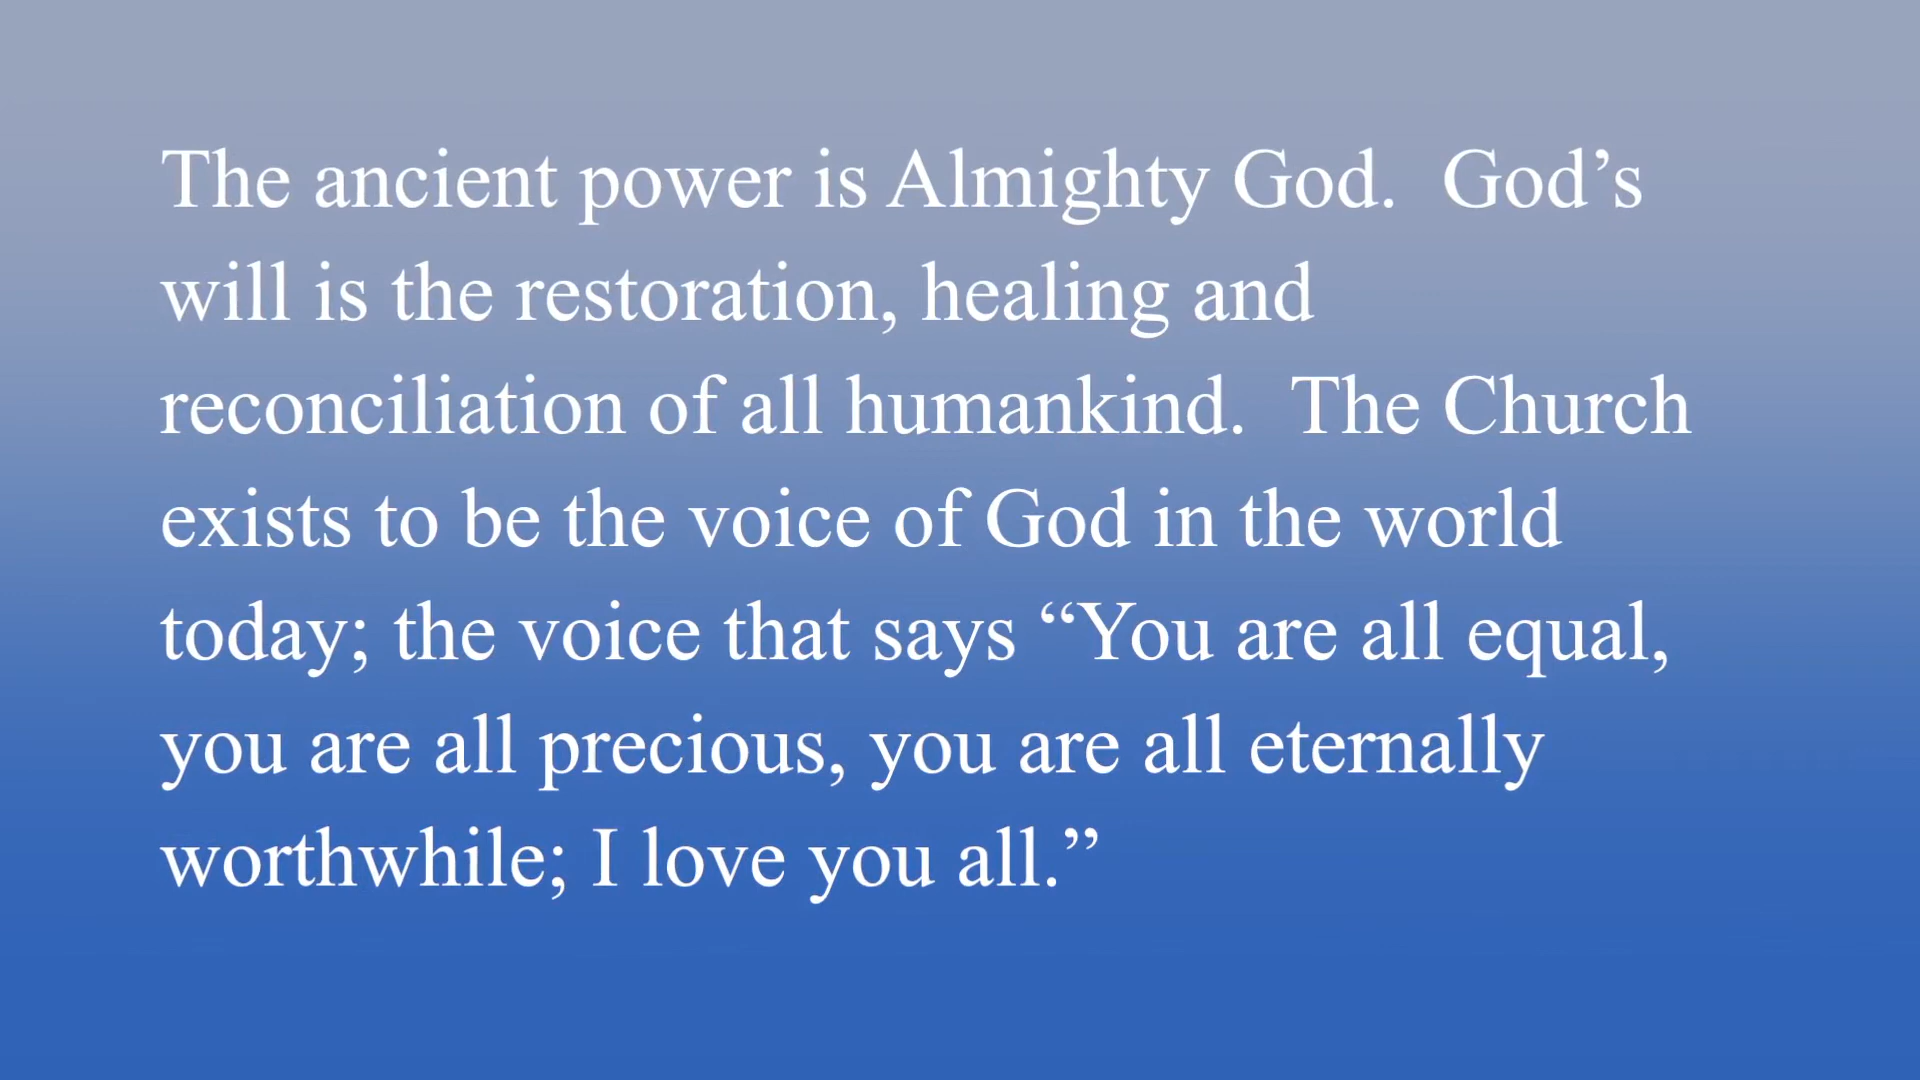 The ancient power is Almighty God.  God’s
will is the restoration, healing and
reconciliation of all humankind.  The Church
exists to be the voice of God in the world
today; the voice that says “You are all equal,
you are all precious, you are all eternally
worthwhile; I love you all.”